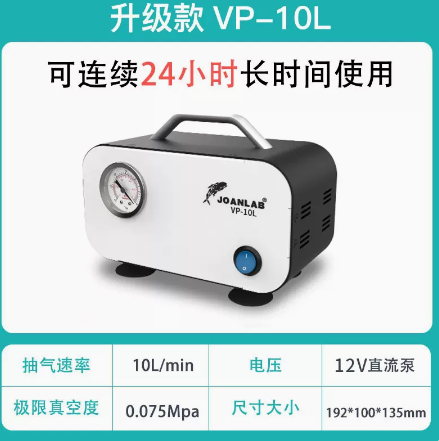 升级款 VP-10L
可连续24小时长时间使用
JOANLAB®
VP-10L
抽气速率 10L/min 电压 12V直流泵
极限真空度 0.075Mpa 尺寸大小 192*100*135mm